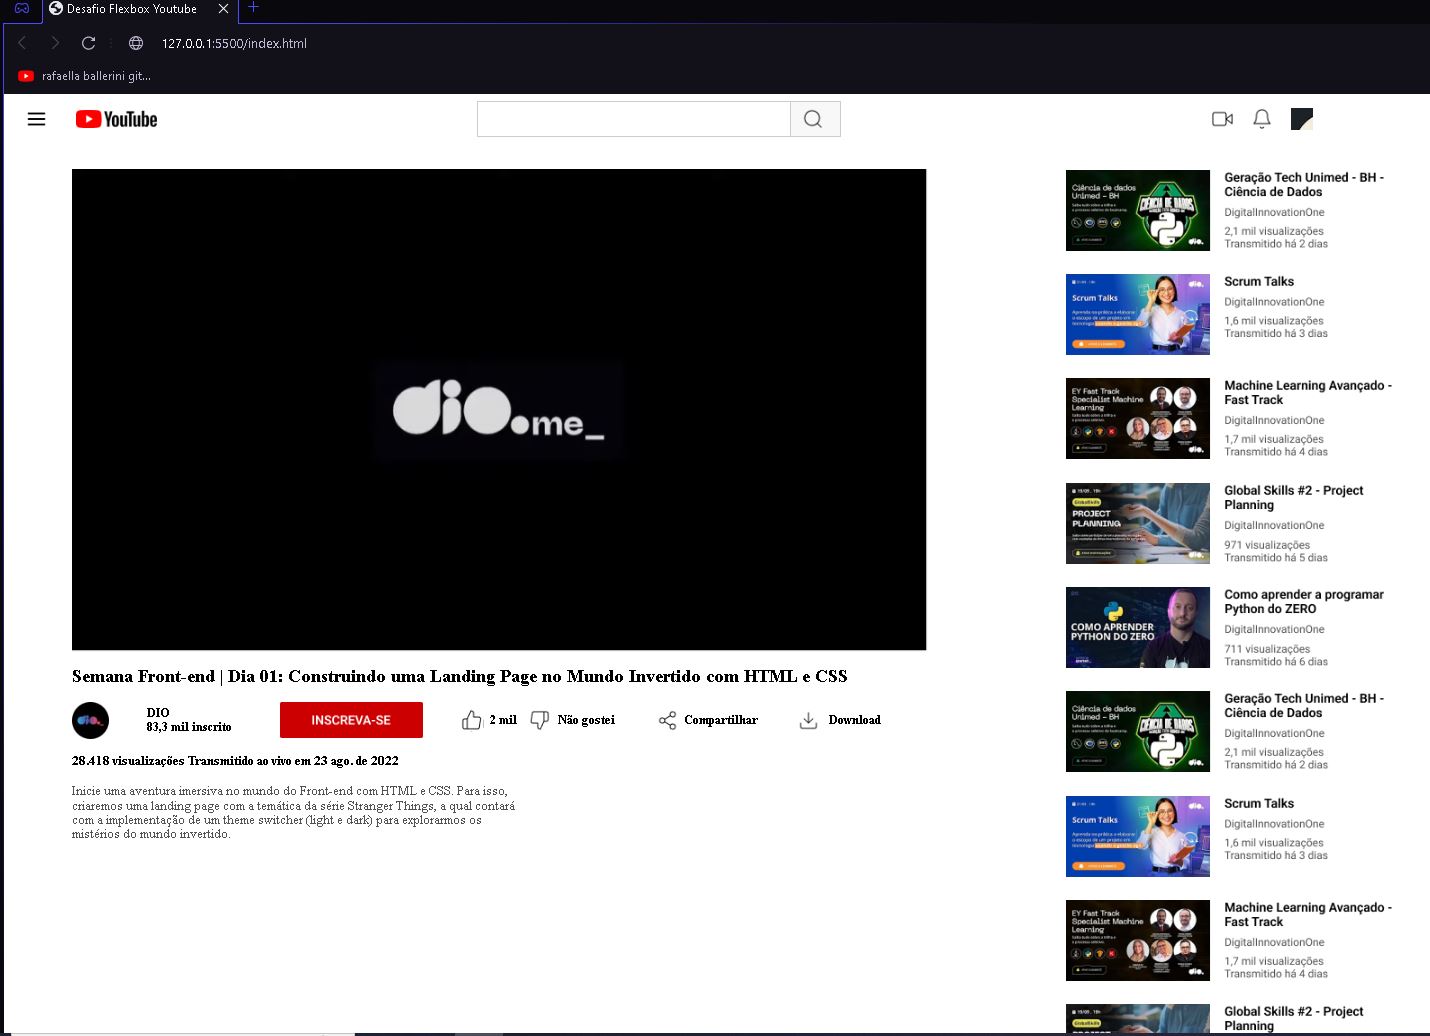 Desafio Flexbox Youtube
127.0.0.1:5500/index.html
rafaella ballerini git...
YouTube
dio.me_
Semana Front-end | Dia 01: Construindo uma Landing Page no Mundo Invertido com HTML e CSS
DIO
83,3 mil inscrito
INSCREVA-SE
2 mil
Não gostei
Compartilhar
Download
28.418 visualizações Transmitido ao vivo em 23 ago. de 2022
Inicie uma aventura imersiva no mundo do Front-end com HTML e CSS. Para isso,
criaremos uma landing page com a temática da série Stranger Things, a qual contará
com a implementação de um theme switcher (light e dark) para explorarmos os
mistérios do mundo invertido.
Ciência de dados
Unimed - BH
CIÊNCIA DE DADOS
dio.
Geração Tech Unimed - BH -
Ciência de Dados
DigitalInnovationOne
2,1 mil visualizações
Transmitido há 2 dias
Scrum Talks
dio.
Scrum Talks
DigitalInnovationOne
1,6 mil visualizações
Transmitido há 3 dias
EY Fast Track
Specialist Machine
Learning
dio.
Machine Learning Avançado -
Fast Track
DigitalInnovationOne
1,7 mil visualizações
Transmitido há 4 dias
GlobalSkills
PROJECT
PLANNING
dio.
Global Skills #2 - Project
Planning
DigitalInnovationOne
971 visualizações
Transmitido há 5 dias
COMO APRENDER
PYTHON DO ZERO
Como aprender a programar
Python do ZERO
DigitalInnovationOne
711 visualizações
Transmitido há 6 dias
Ciência de dados
Unimed - BH
CIÊNCIA DE DADOS
dio.
Geração Tech Unimed - BH -
Ciência de Dados
DigitalInnovationOne
2,1 mil visualizações
Transmitido há 2 dias
Scrum Talks
dio.
Scrum Talks
DigitalInnovationOne
1,6 mil visualizações
Transmitido há 3 dias
EY Fast Track
Specialist Machine
Learning
dio.
Machine Learning Avançado -
Fast Track
DigitalInnovationOne
1,7 mil visualizações
Transmitido há 4 dias
GlobalSkills
Global Skills #2 - Project
Planning